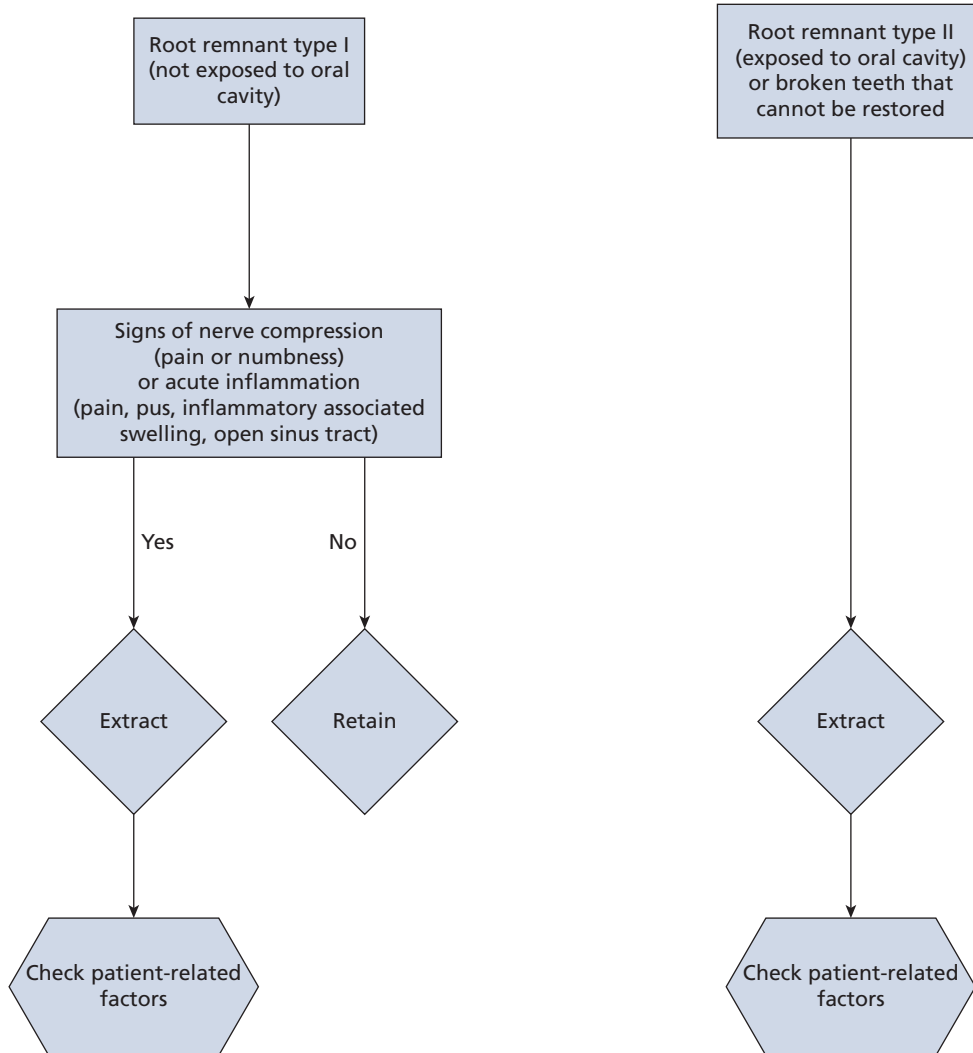 Root remnant type I
(not exposed to oral
cavity)
Signs of nerve compression
(pain or numbness)
or acute inflammation
(pain, pus, inflammatory associated
swelling, open sinus tract)
Yes
No
Extract
Retain
Check patient-related
factors
Root remnant type II
(exposed to oral cavity)
or broken teeth that
cannot be restored
Extract
Check patient-related
factors